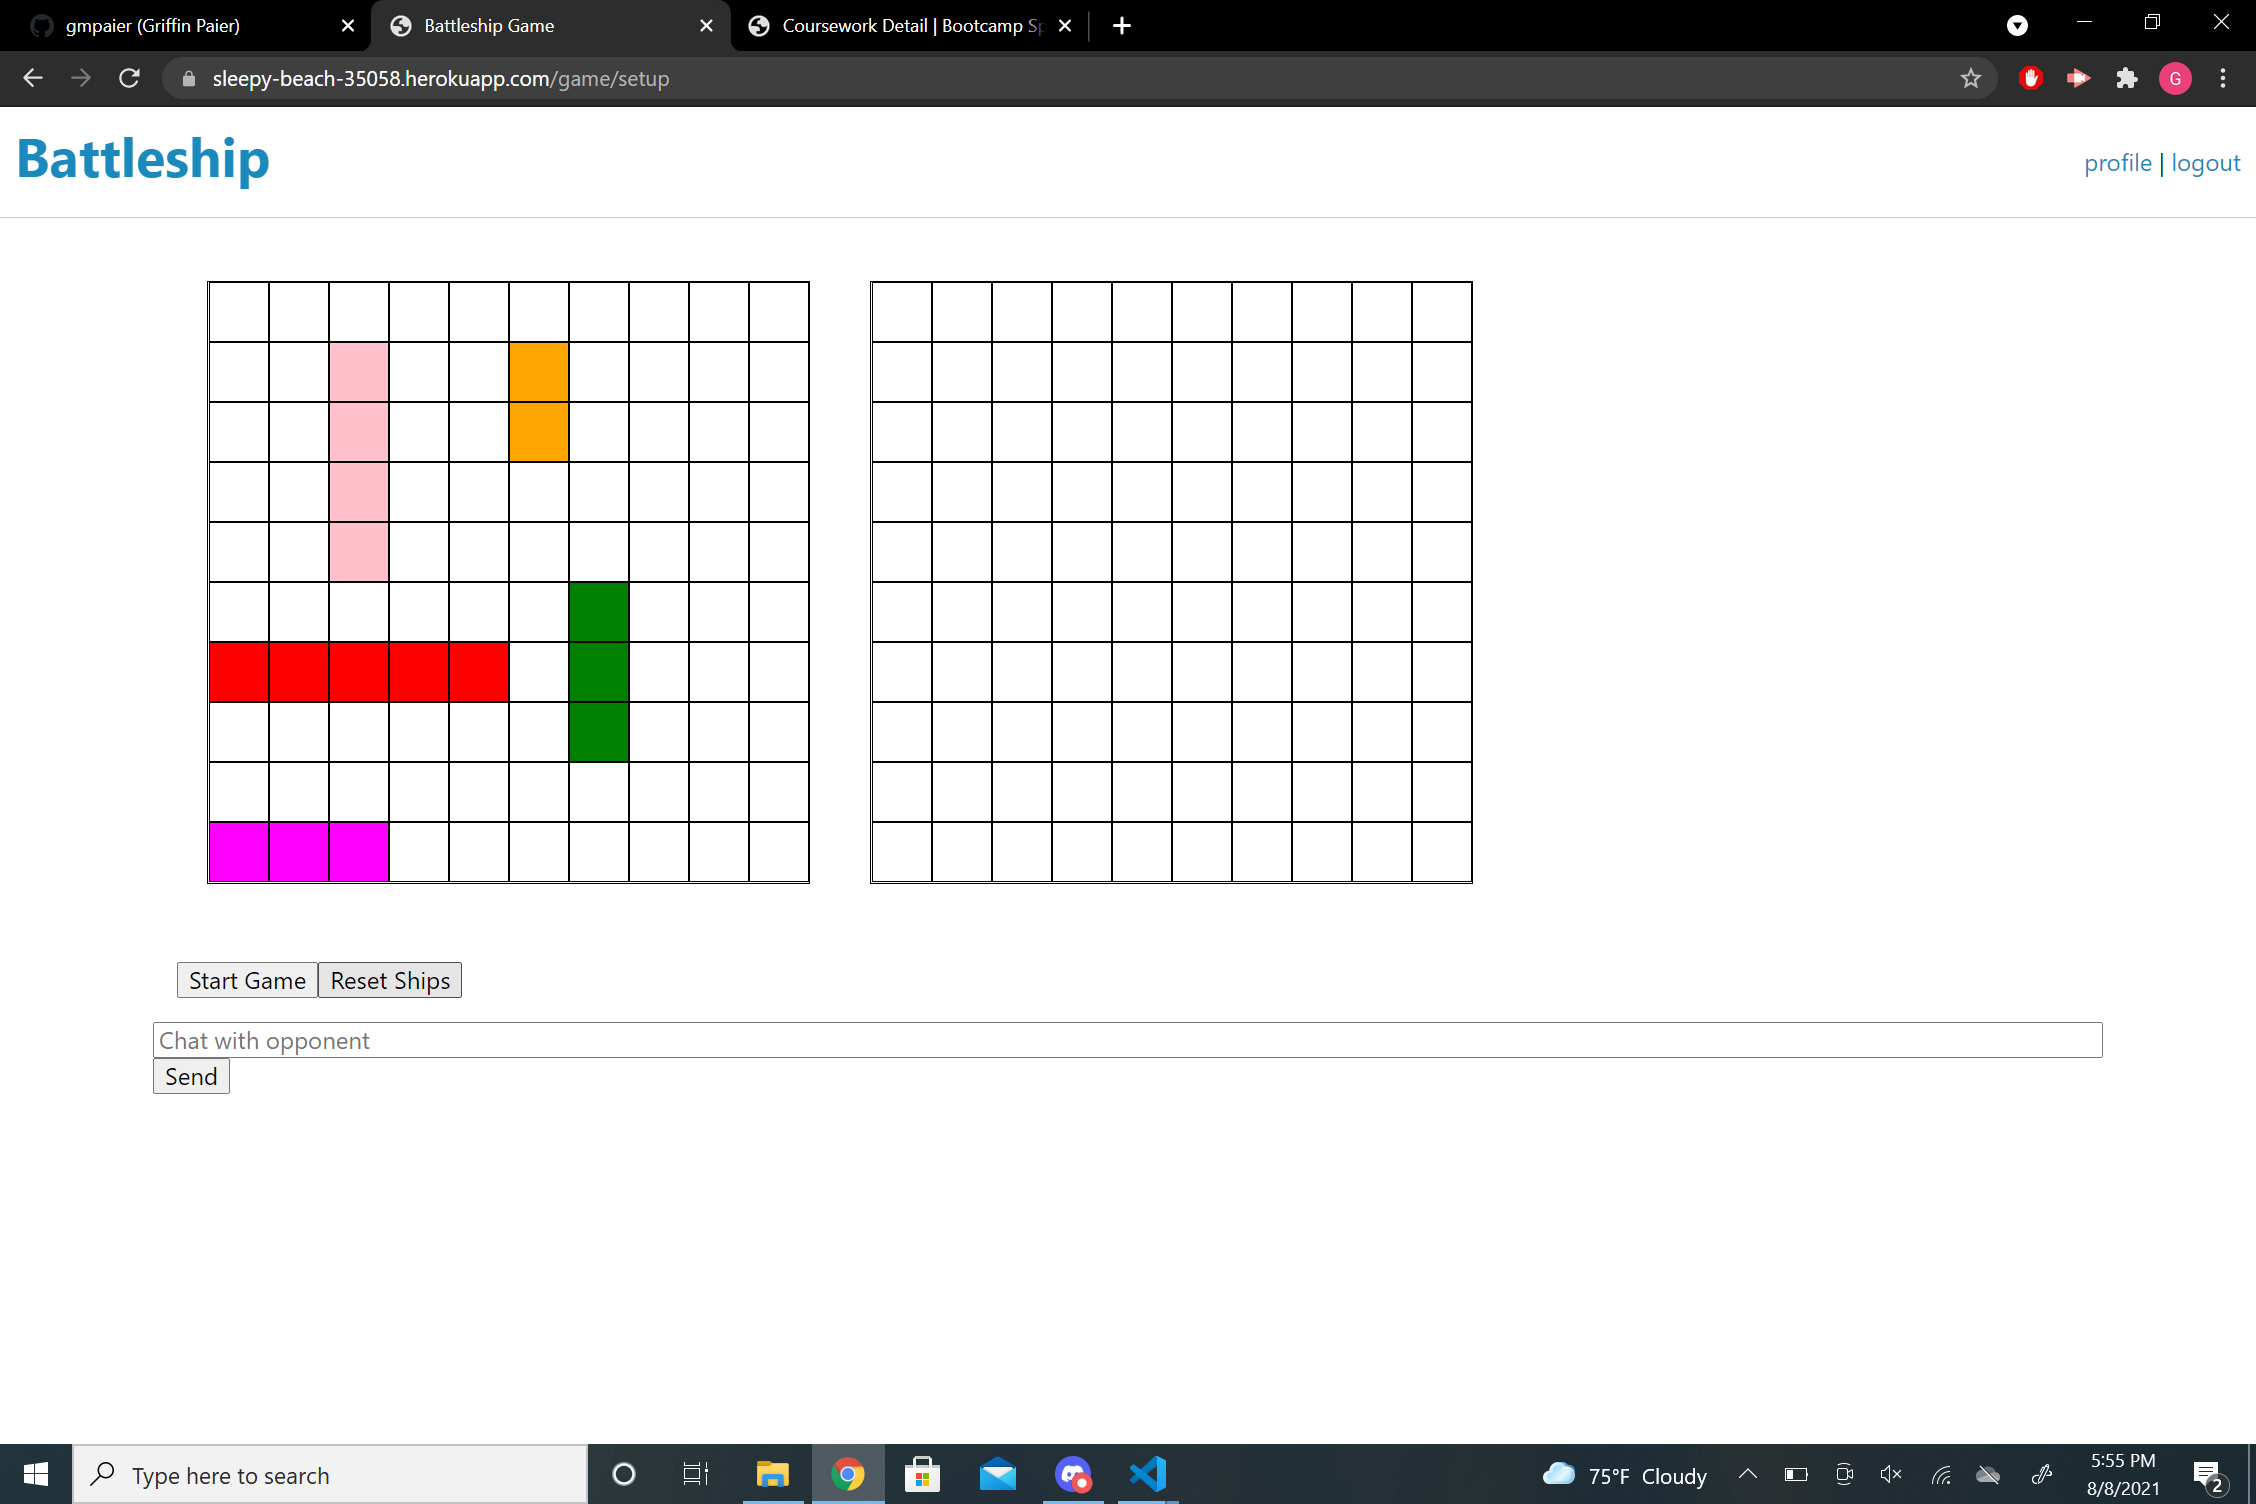 gmpaier (Griffin Paier)
Battleship Game
Coursework Detail | Bootcamp Sp
sleepy-beach-35058.herokuapp.com/game/setup
G
Battleship
profile | logout
Start Game
Reset Ships
Chat with opponent
Send
Type here to search
75°F Cloudy
5:55 PM
8/8/2021
2